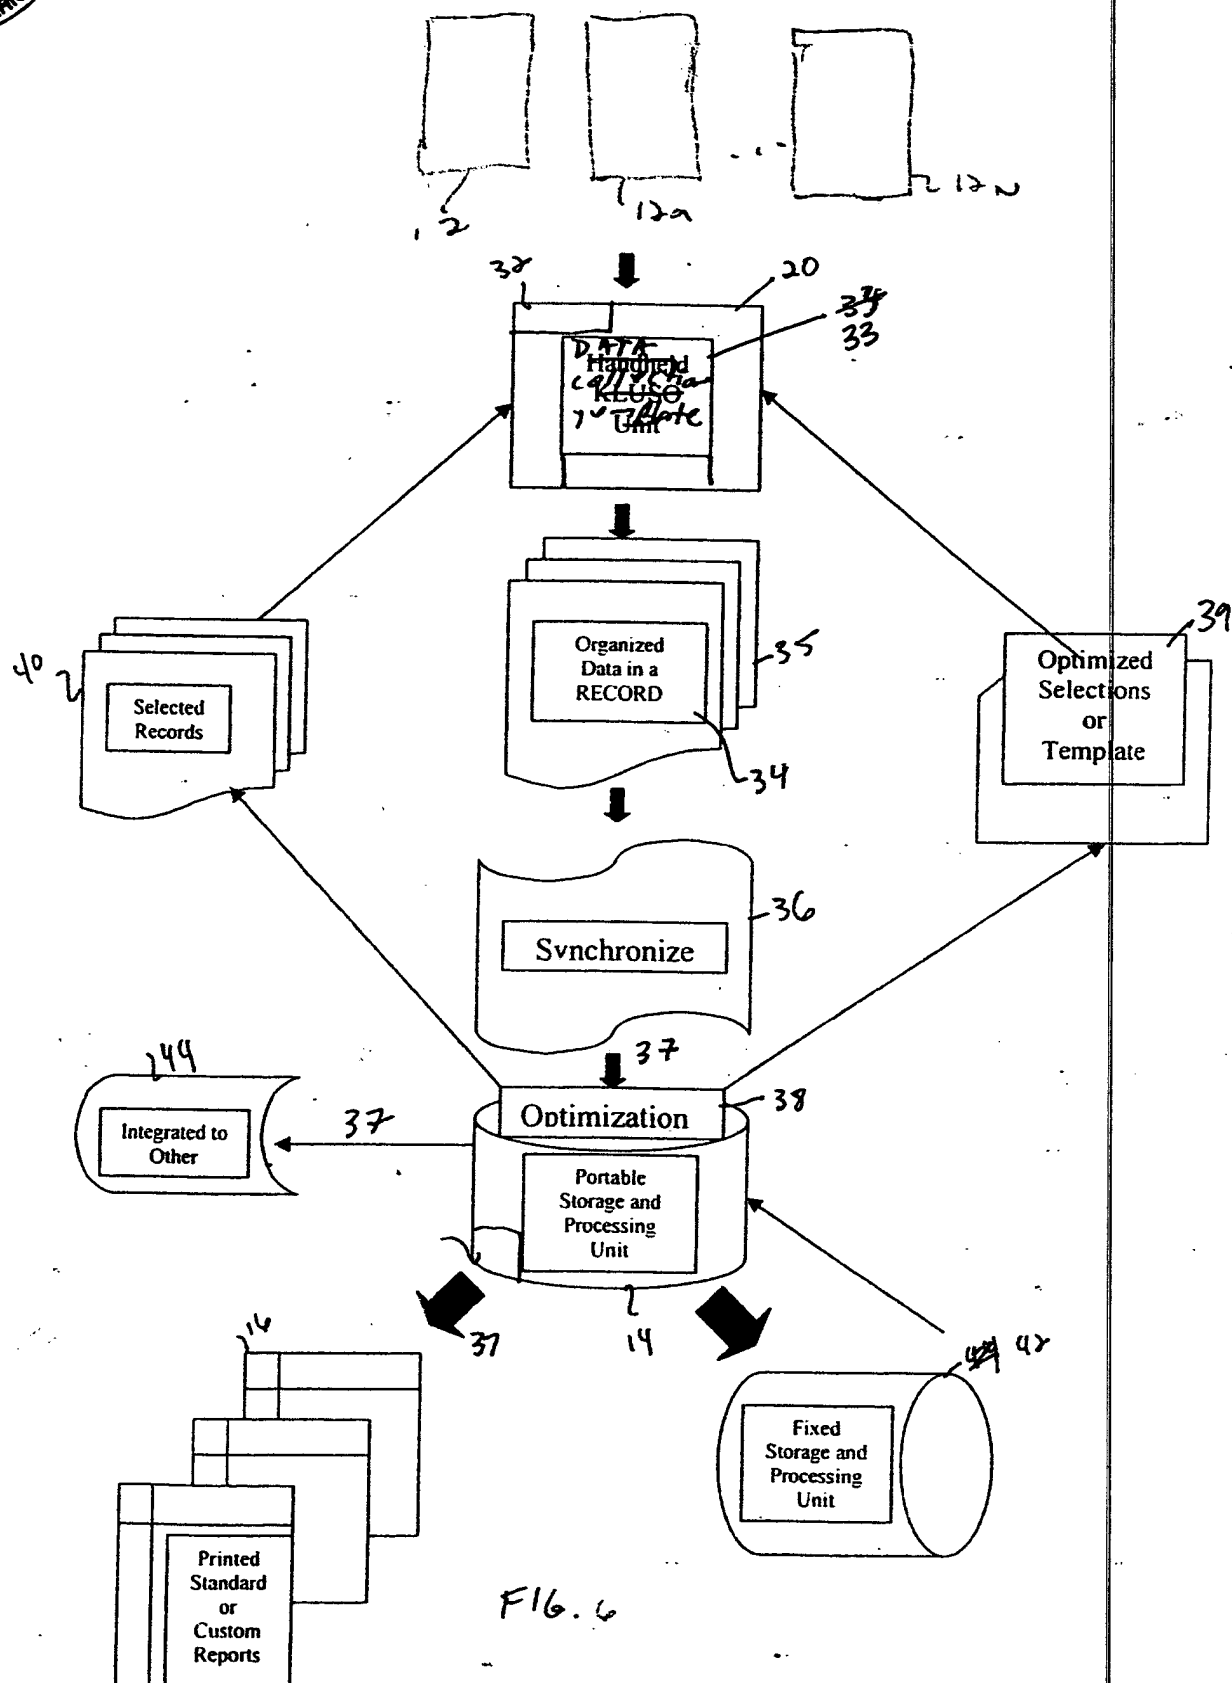 12
12a
12N
32
20
33
DATA
Handheld
KLUSO
Unit
Organized
Data in a
RECORD
35
34
40
Selected
Records
39
Optimized
Selections
or
Template
36
Synchronize
37
44
Integrated to
Other
37
Optimization
38
Portable
Storage and
Processing
Unit
37
14
16
42
Fixed
Storage and
Processing
Unit
Printed
Standard
or
Custom
Reports
FIG. 6